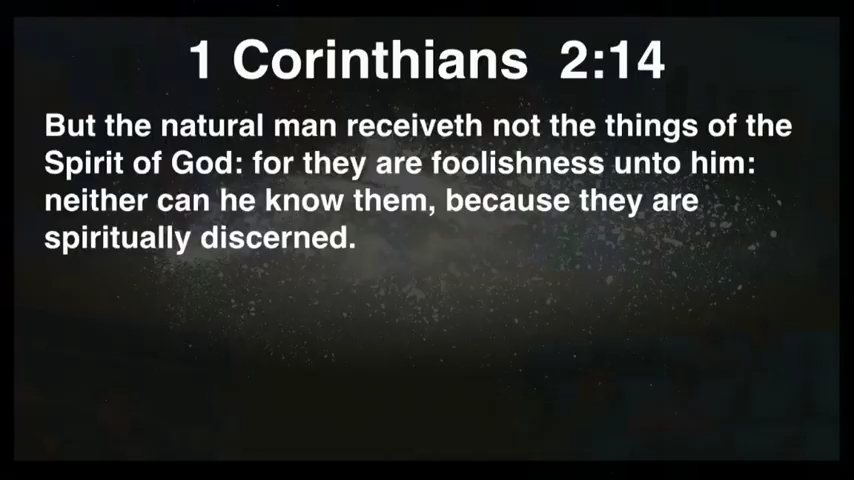 1 Corinthians 2:14
But the natural man receiveth not the things of the
Spirit of God: for they are foolishness unto him:
neither can he know them, because they are
spiritually discerned.